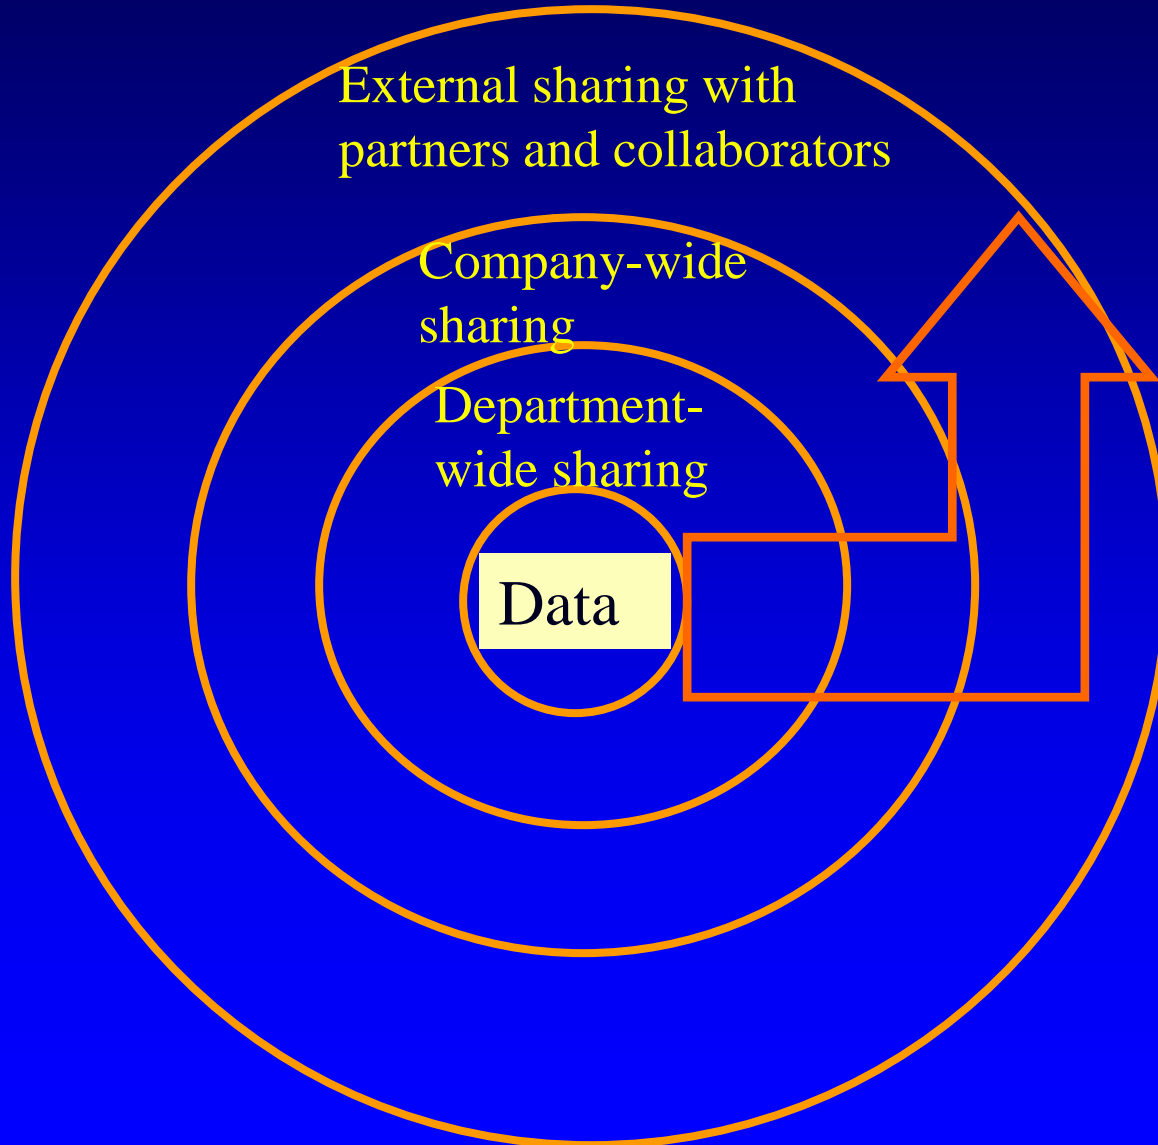 External sharing with
partners and collaborators
Company-wide
sharing
Department-
wide sharing
Data